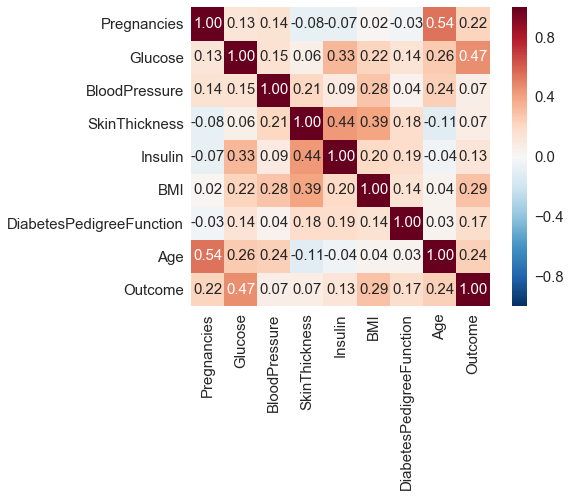 Pregnancies 1.00 0.13 0.14 -0.08 -0.07 0.02 -0.03 0.54 0.22
Glucose 0.13 1.00 0.15 0.06 0.33 0.22 0.14 0.26 0.47
BloodPressure 0.14 0.15 1.00 0.21 0.09 0.28 0.04 0.24 0.07
SkinThickness -0.08 0.06 0.21 1.00 0.44 0.39 0.18 -0.11 0.07
Insulin -0.07 0.33 0.09 0.44 1.00 0.20 0.19 -0.04 0.13
BMI 0.02 0.22 0.28 0.39 0.20 1.00 0.14 0.04 0.29
DiabetesPedigreeFunction -0.03 0.14 0.04 0.18 0.19 0.14 1.00 0.03 0.17
Age 0.54 0.26 0.24 -0.11 -0.04 0.04 0.03 1.00 0.24
Outcome 0.22 0.47 0.07 0.07 0.13 0.29 0.17 0.24 1.00
Pregnancies
Glucose
BloodPressure
SkinThickness
Insulin
BMI
DiabetesPedigreeFunction
Age
Outcome
0.8
0.4
0.0
−0.4
−0.8